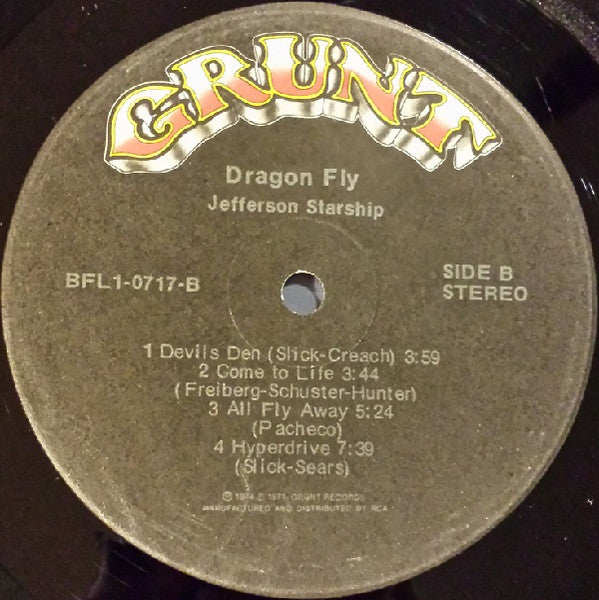 GRUNT
Dragon Fly
Jefferson Starship
BFL1-0717-B
SIDE B
STEREO
1 Devils Den (Slick-Creach) 3:59
2 Come to Life 3:44
(Freiberg-Schuster-Hunter)
3 All Fly Away 5:24
(Pacheco)
4 Hyperdrive 7:39
(Slick-Sears)
Ⓟ 1974 © 1971, GRUNT RECORDS
MANUFACTURED AND DISTRIBUTED BY RCA